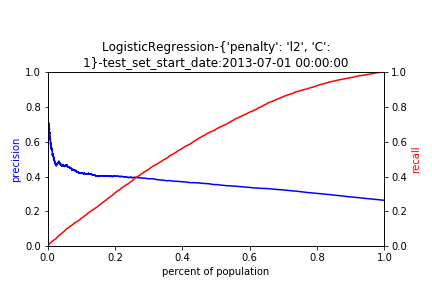 LogisticRegression-{'penalty': 'l2', 'C':
1}-test_set_start_date:2013-07-01 00:00:00
1.0
0.8
0.6
0.4
0.2
0.0
precision
1.0
0.8
0.6
0.4
0.2
0.0
recall
0.0 0.2 0.4 0.6 0.8 1.0
percent of population